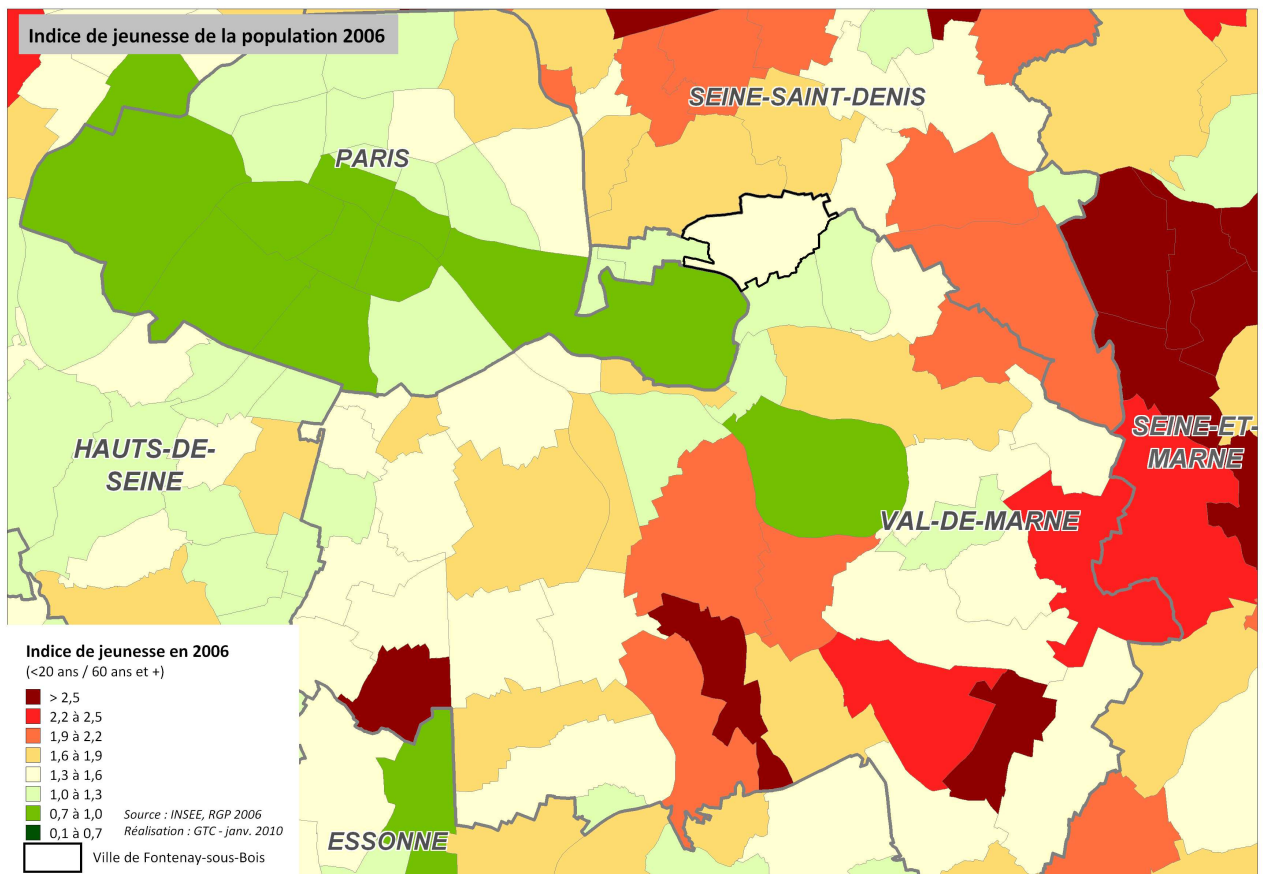 Indice de jeunesse de la population 2006
SEINE-SAINT-DENIS
PARIS
HAUTS-DE-
SEINE
SEINE-ET-
MARNE
VAL-DE-MARNE
ESSONNE
Indice de jeunesse en 2006
(<20 ans / 60 ans et +)
> 2,5
2,2 à 2,5
1,9 à 2,2
1,6 à 1,9
1,3 à 1,6
1,0 à 1,3
0,7 à 1,0
0,1 à 0,7
Source : INSEE, RGP 2006
Réalisation : GTC - janv. 2010
Ville de Fontenay-sous-Bois